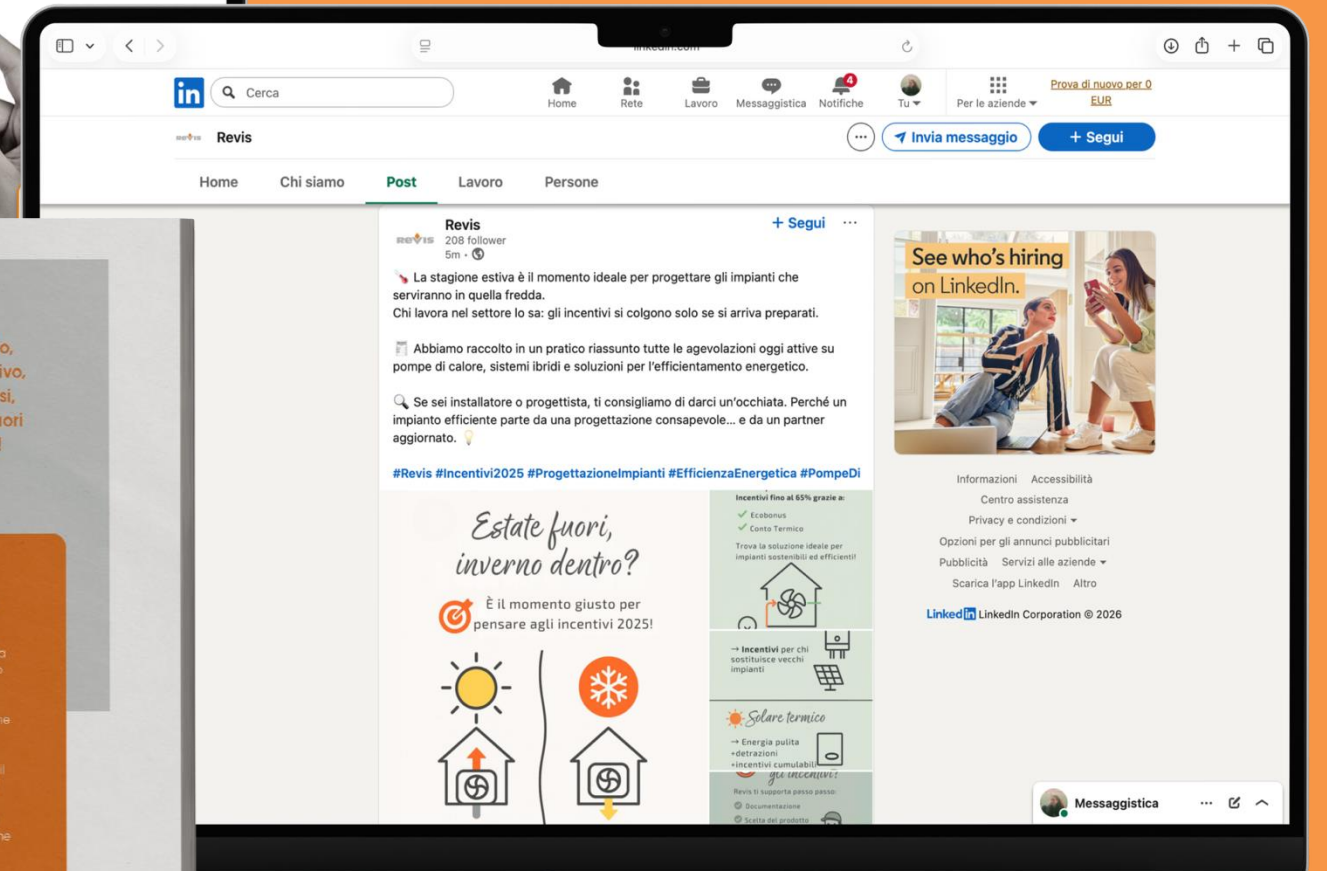 linkedin.com
in
Cerca
Home
Rete
Lavoro
Messaggistica
4
Notifiche
Tu
Per le aziende
Prova di nuovo per 0
EUR
REVIS
Revis
Invia messaggio
+ Segui
Home
Chi siamo
Post
Lavoro
Persone
REVIS
Revis
208 follower
5m •
+ Segui
La stagione estiva è il momento ideale per progettare gli impianti che
serviranno in quella fredda.
Chi lavora nel settore lo sa: gli incentivi si colgono solo se si arriva preparati.
Abbiamo raccolto in un pratico riassunto tutte le agevolazioni oggi attive su
pompe di calore, sistemi ibridi e soluzioni per l'efficientamento energetico.
Se sei installatore o progettista, ti consigliamo di darci un'occhiata. Perché un
impianto efficiente parte da una progettazione consapevole... e da un partner
aggiornato.
#Revis #Incentivi2025 #ProgettazioneImpianti #EfficienzaEnergetica #PompeDi
Estate fuori,
inverno dentro?
È il momento giusto per
pensare agli incentivi 2025!
Incentivi fino al 65% grazie a:
Ecobonus
Conto Termico
Trova la soluzione ideale per
impianti sostenibili ed efficienti!
→ Incentivi per chi
sostituisce vecchi
impianti
Solare termico
→ Energia pulita
+detrazioni
+incentivi cumulabili
gli incentivi?
Revis ti supporta passo passo:
Documentazione
Scelta del prodotto
See who's hiring
on LinkedIn.
Informazioni Accessibilità
Centro assistenza
Privacy e condizioni
Opzioni per gli annunci pubblicitari
Pubblicità Servizi alle aziende
Scarica l'app LinkedIn Altro
Linked in LinkedIn Corporation © 2026
Messaggistica